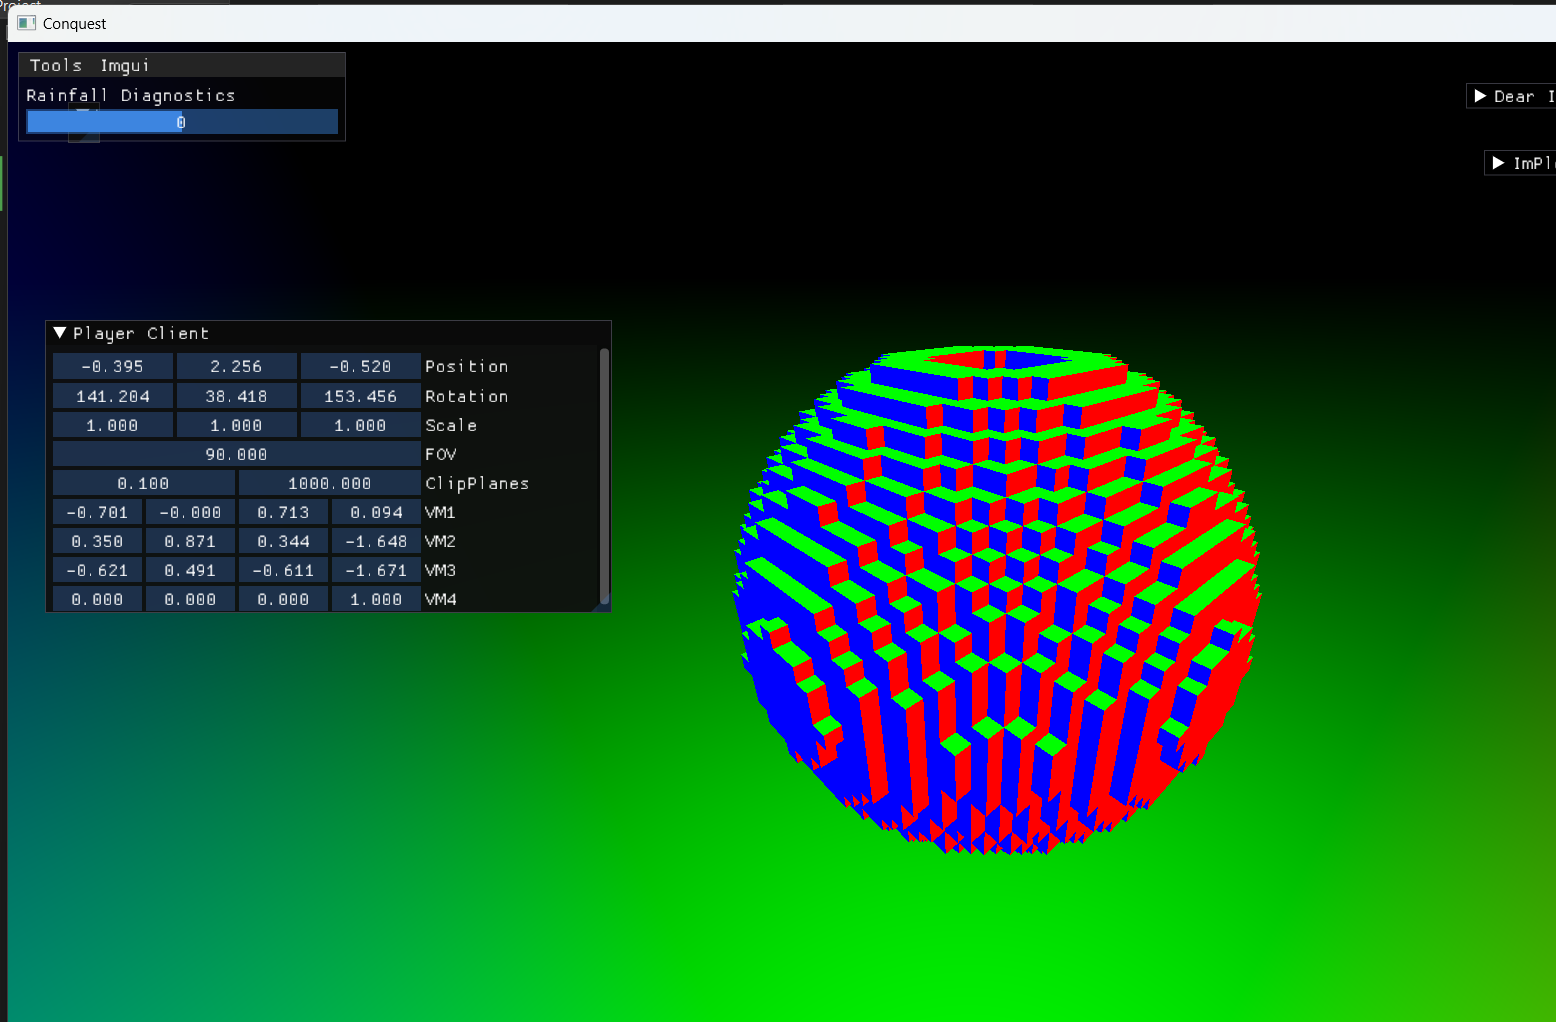 Project
Conquest
Tools Imgui
Rainfall Diagnostics
0
Dear I
ImPl
Player Client
-0.395 2.256 -0.520 Position
141.204 38.418 153.456 Rotation
1.000 1.000 1.000 Scale
90.000 FOV
0.100 1000.000 ClipPlanes
-0.701 -0.000 0.713 0.094 VM1
0.350 0.871 0.344 -1.648 VM2
-0.621 0.491 -0.611 -1.671 VM3
0.000 0.000 0.000 1.000 VM4